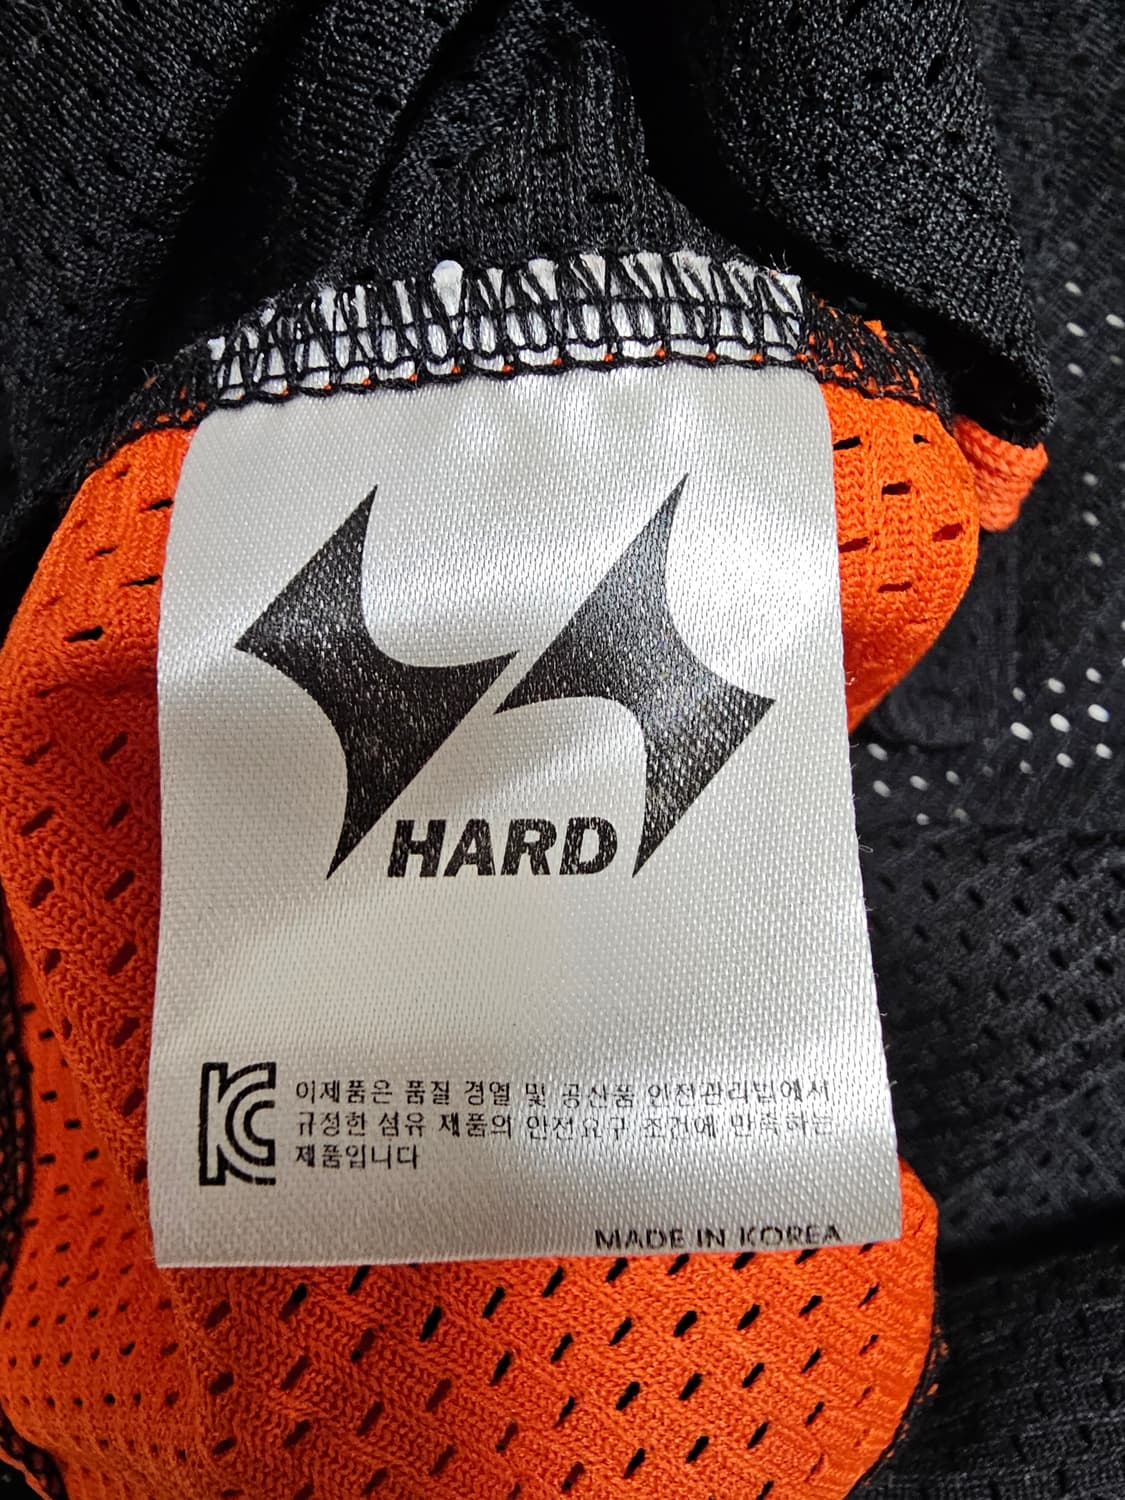 HARD
이제품은 품질 경영 및 공산품 안전관리법에서
규정한 섬유 제품의 안전요구 조건에 만족하는
제품입니다
MADE IN KOREA